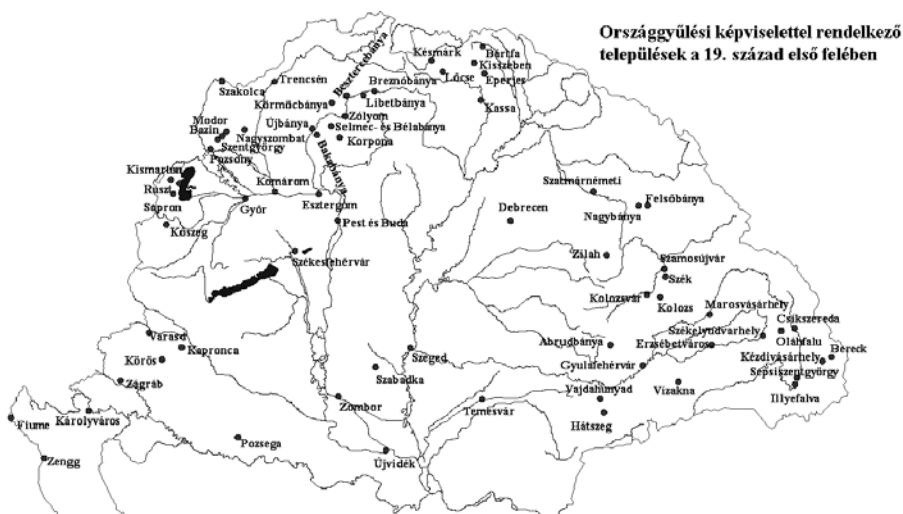 Országgyűlési képviselettel rendelkező
települések a 19. század első felében
Késmárk
Bártfa
Kisszeben
Lőcse
Eperjes
Kassa
Besztercebánya
Breznóbánya
Trencsén
Szakolca
Körmöcbánya
Libetbánya
Zólyom
Újbánya
Selmec- és Bélabánya
Modor
Bazin
Nagyszombat
Szentgyörgy
Korpona
Pozsony
Bakabánya
Kismarton
Ruszt
Sopron
Komárom
Győr
Esztergom
Kőszeg
Pest és Buda
Székesfehérvár
Szatmárnémeti
Felsőbánya
Nagybánya
Debrecen
Zilah
Szamosújvár
Szék
Kolozsvár
Kolozs
Marosvásárhely
Csíkszereda
Székelyudvarhely
Oláhfalu
Abrudbánya
Erzsébetváros
Bereck
Kézdivásárhely
Gyulafehérvár
Sepsiszentgyörgy
Vajdahunyad
Vízakna
Illyefalva
Hátszeg
Varasd
Kapronca
Körös
Zágráb
Szeged
Szabadka
Zombor
Temesvár
Fiume
Károlyváros
Pozsega
Zengg
Újvidék